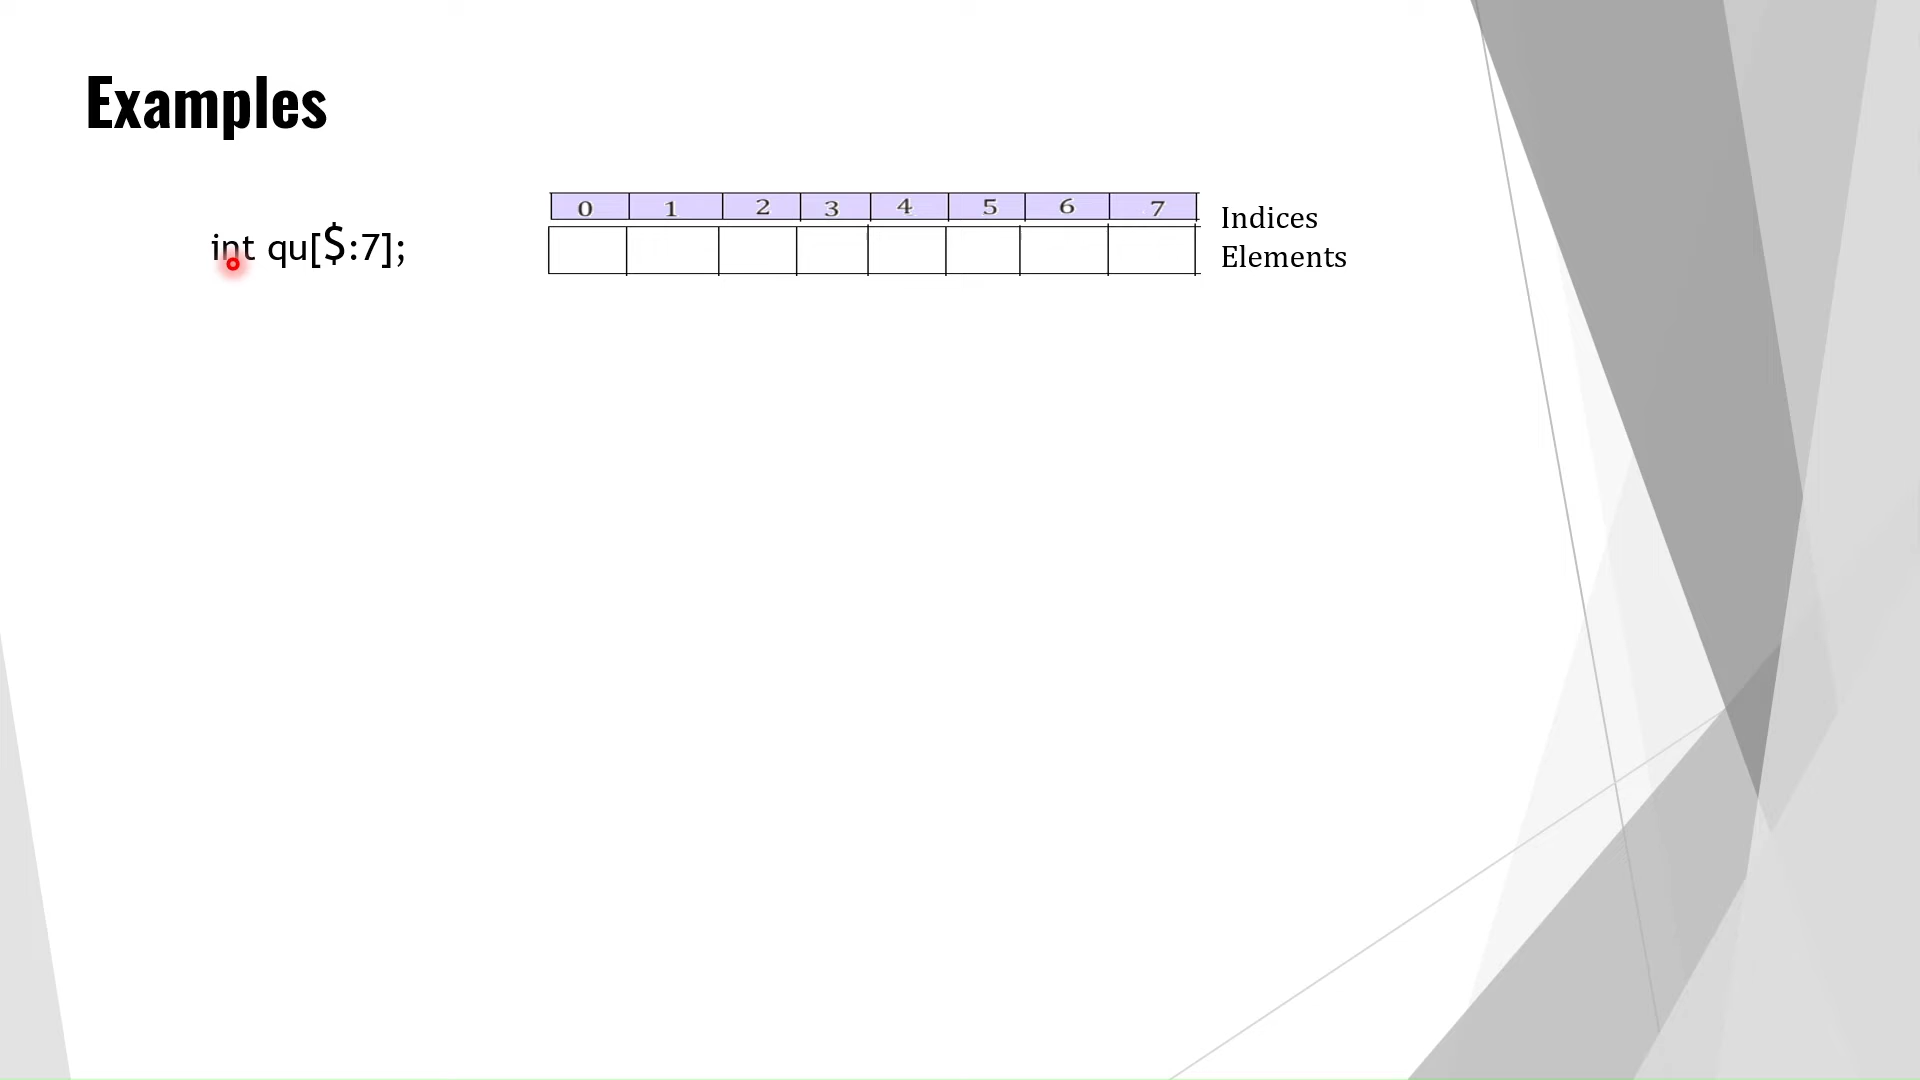 Examples
0 1 2 3 4 5 6 7
Indices
int qu[$:7];
Elements